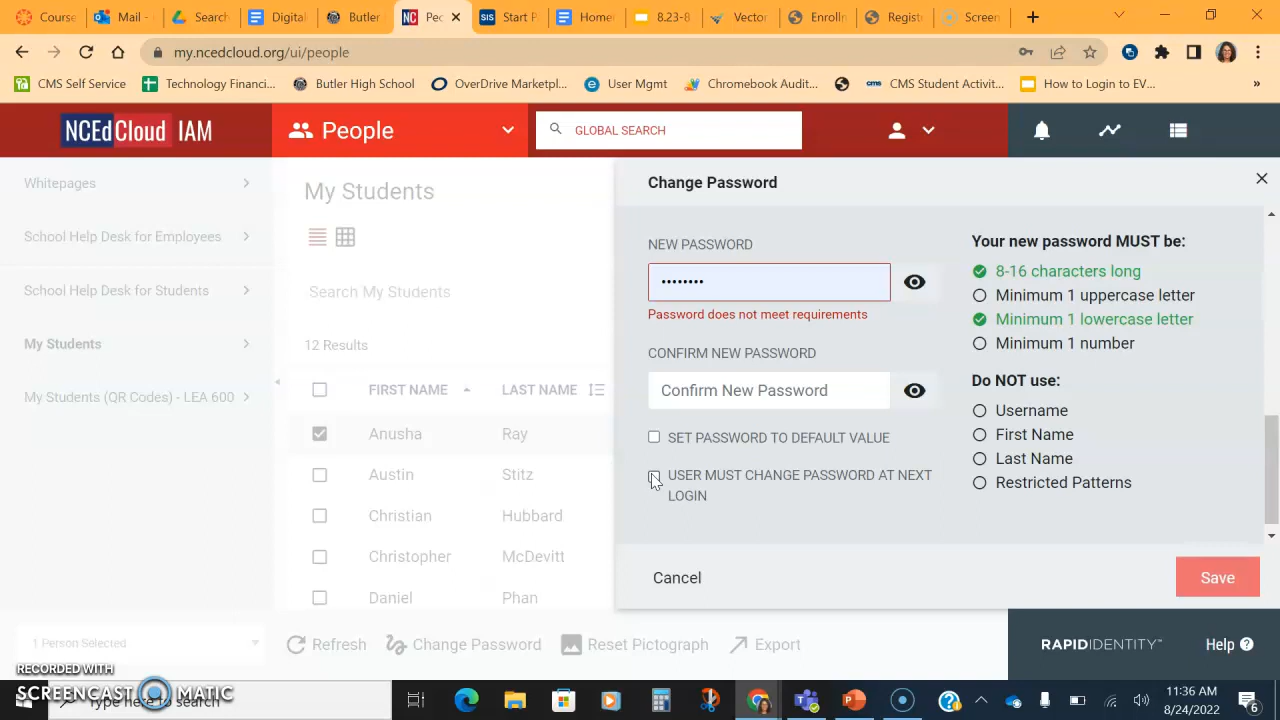 Mail -
Search
Digital
Butler
NC
Pec
SIS
Start P
Home
8.23-8
Vector
Enrolli
Registe
Screen
my.ncedcloud.org/ui/people
CMS Self Service
Technology Financi...
Butler High School
OverDrive Marketpl...
User Mgmt
Chromebook Audit...
cms
CMS Student Activit...
How to Login to EV...
»
NCEdCloud IAM
People
GLOBAL SEARCH
Whitepages
School Help Desk for Employees
School Help Desk for Students
My Students
My Students (QR Codes) - LEA 600
My Students
Search My Students
12 Results
FIRST NAME LAST NAME
Anusha Ray
Austin Stitz
Christian Hubbard
Christopher McDevitt
Daniel Phan
Change Password
NEW PASSWORD
••••••••
Password does not meet requirements
CONFIRM NEW PASSWORD
Confirm New Password
SET PASSWORD TO DEFAULT VALUE
USER MUST CHANGE PASSWORD AT NEXT
LOGIN
Your new password MUST be:
8-16 characters long
Minimum 1 uppercase letter
Minimum 1 lowercase letter
Minimum 1 number
Do NOT use:
Username
First Name
Last Name
Restricted Patterns
Cancel
Save
1 Person Selected
Refresh
Change Password
Reset Pictograph
Export
RAPIDIDENTITY
Help
RECORDED WITH
SCREENCAST MATIC
Type here to search
11:36 AM
8/24/2022
6